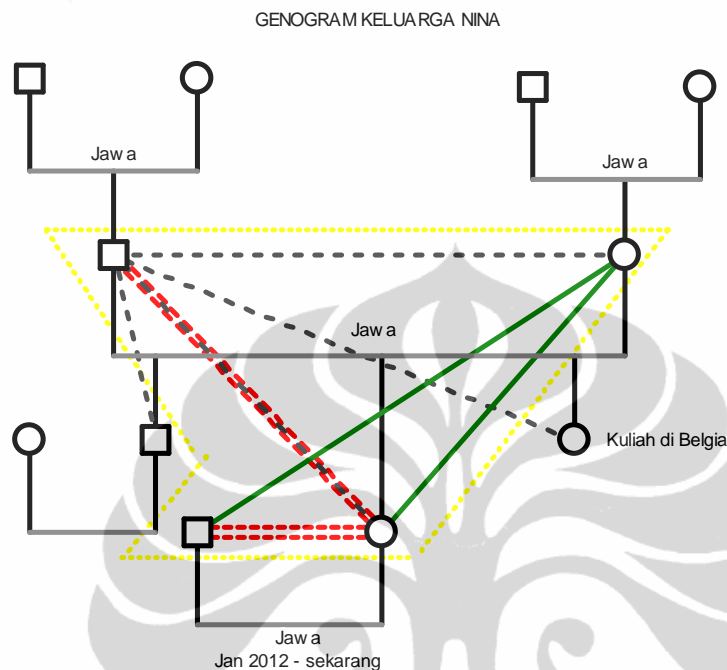 GENOGRAM KELUARGA NINA
Jawa
Jawa
Jawa
Kuliah di Belgia
Jawa
Jan 2012 - sekarang